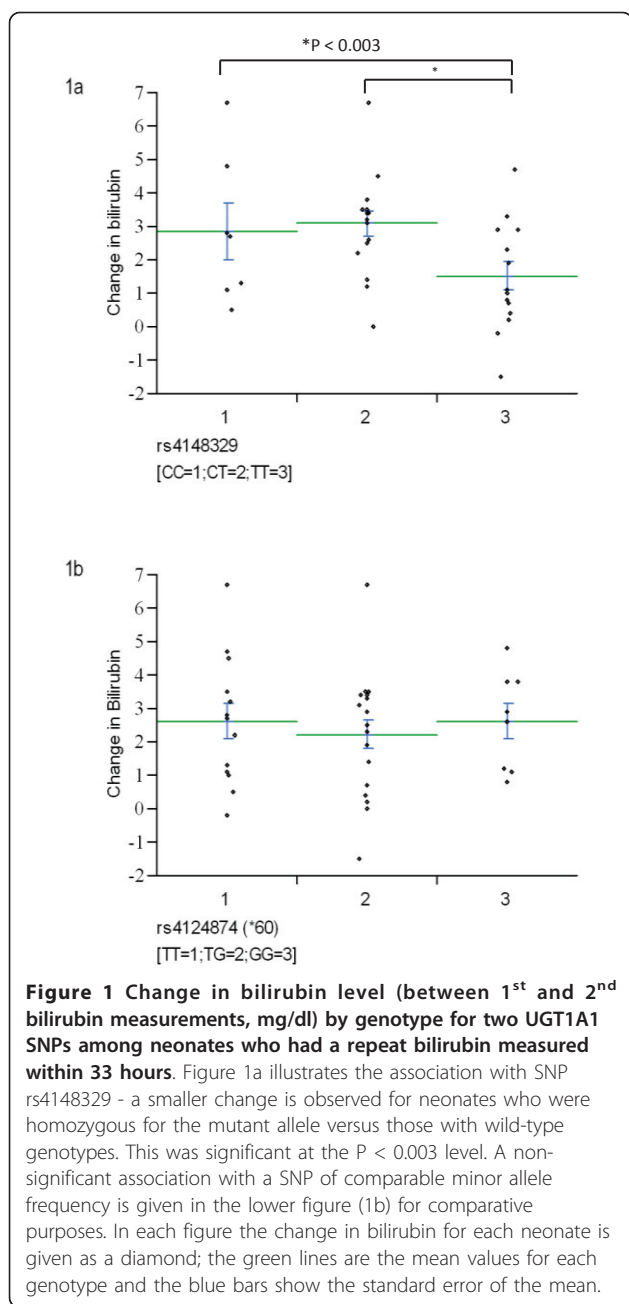 *P < 0.003
*
1a
7
6
5
4
3
2
1
0
-1
-2
Change in bilirubin
1 2 3
rs4148329
[CC=1;CT=2;TT=3]
1b
7
6
5
4
3
2
1
0
-1
-2
Change in Bilirubin
1 2 3
rs4124874 (*60)
[TT=1;TG=2;GG=3]
Figure 1 Change in bilirubin level (between 1st and 2nd
bilirubin measurements, mg/dl) by genotype for two UGT1A1
SNPs among neonates who had a repeat bilirubin measured
within 33 hours. Figure 1a illustrates the association with SNP
rs4148329 - a smaller change is observed for neonates who were
homozygous for the mutant allele versus those with wild-type
genotypes. This was significant at the P < 0.003 level. A non-
significant association with a SNP of comparable minor allele
frequency is given in the lower figure (1b) for comparative
purposes. In each figure the change in bilirubin for each neonate is
given as a diamond; the green lines are the mean values for each
genotype and the blue bars show the standard error of the mean.